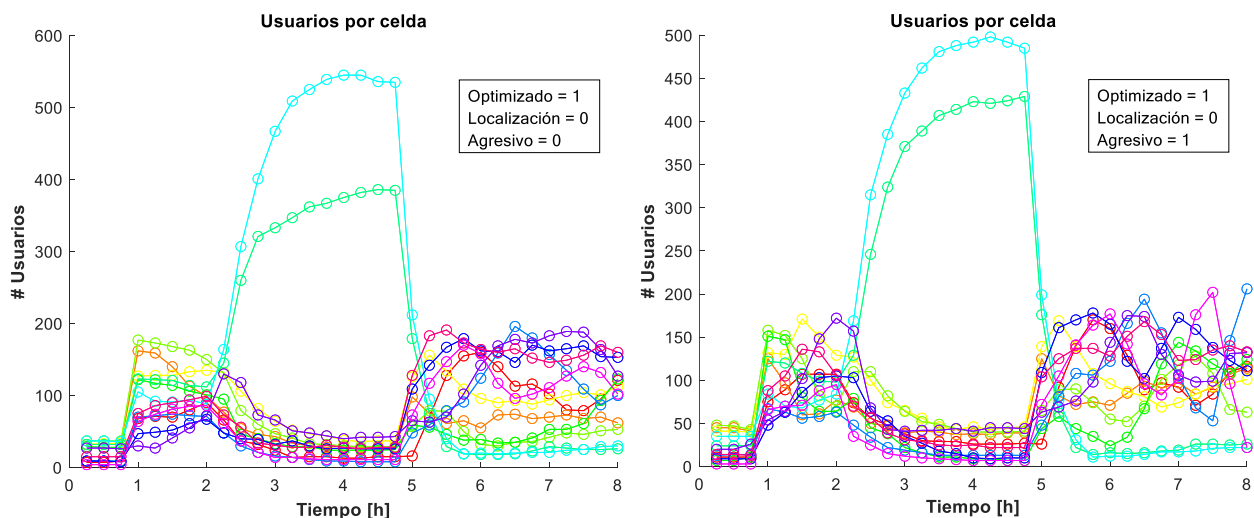 Usuarios por celda
600
500
400
300
200
100
0
# Usuarios
Optimizado = 1
Localización = 0
Agresivo = 0
0 1 2 3 4 5 6 7 8
Tiempo [h]
Usuarios por celda
500
450
400
350
300
250
200
150
100
50
0
# Usuarios
Optimizado = 1
Localización = 0
Agresivo = 1
0 1 2 3 4 5 6 7 8
Tiempo [h]